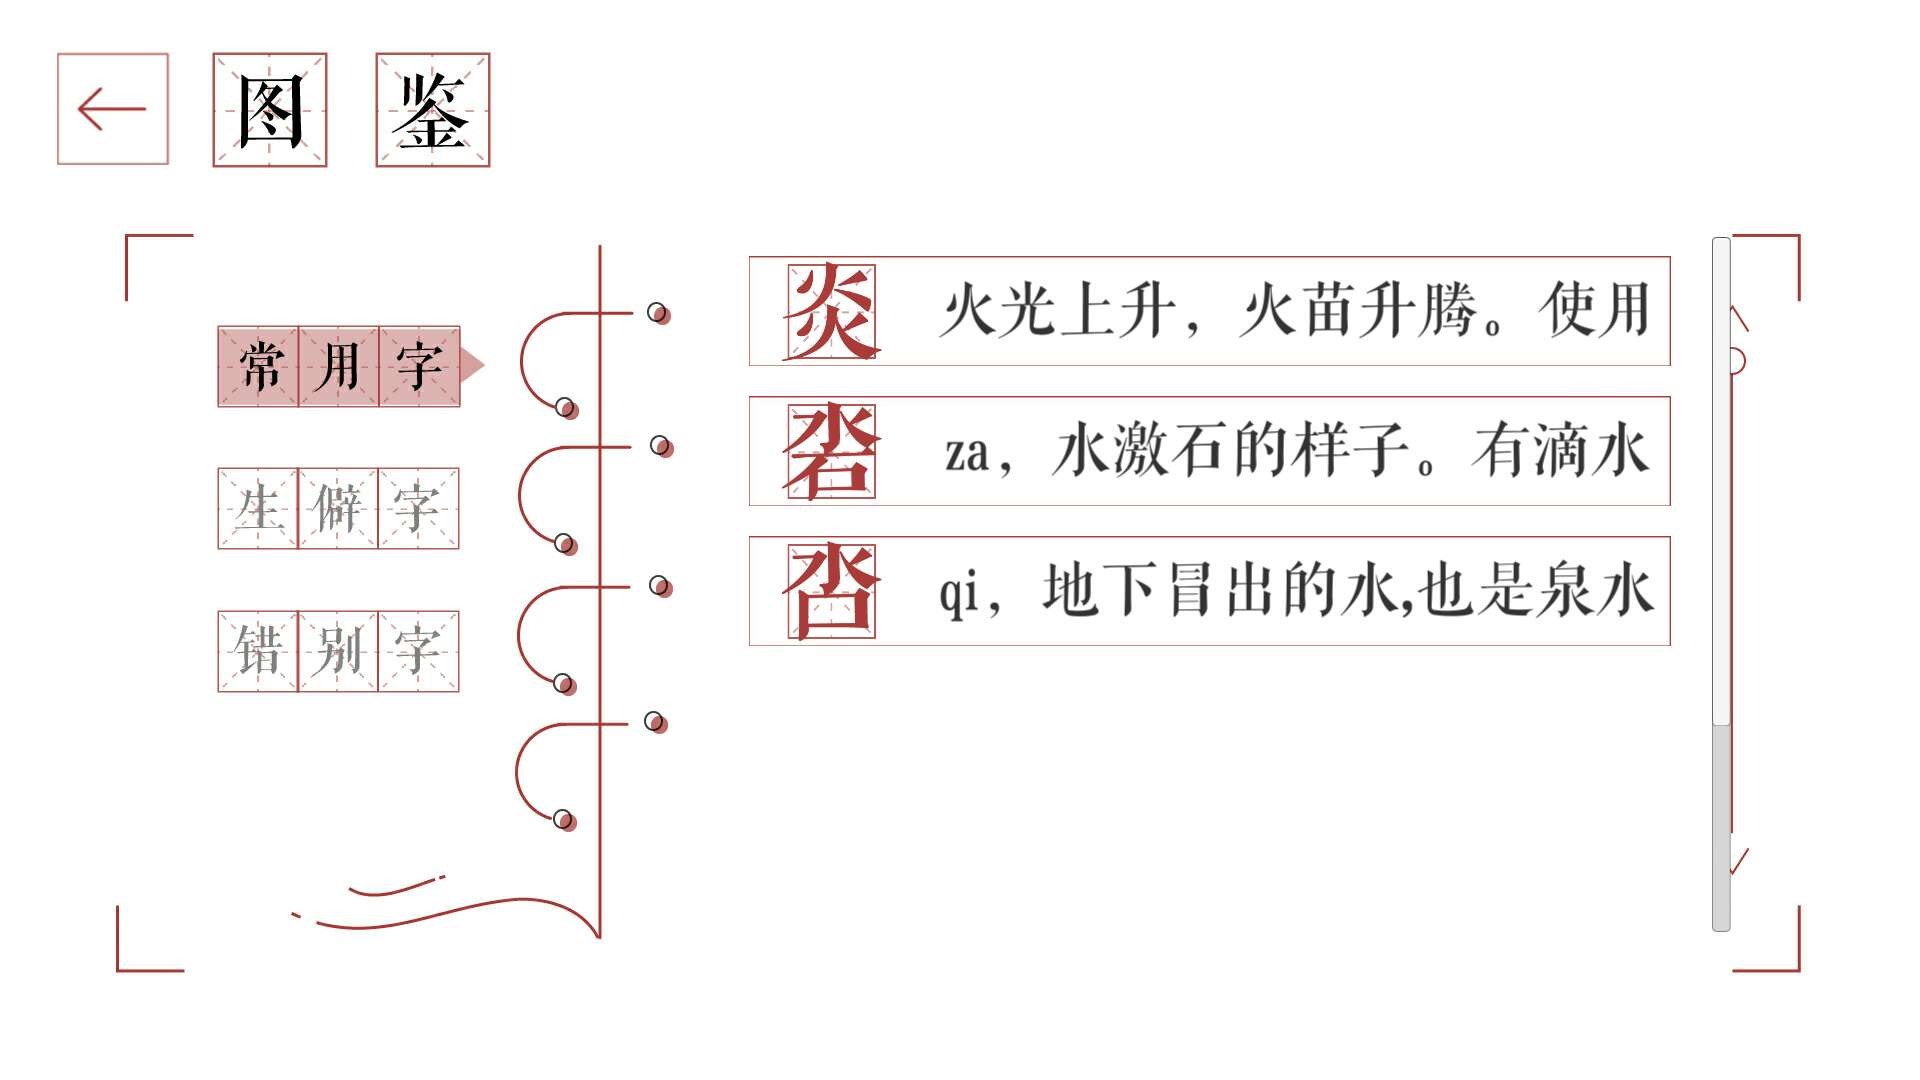 图鉴
常用字
生僻字
错别字
炎 火光上升，火苗升腾。使用
沯 za，水激石的样子。有滴水
沓 qi，地下冒出的水,也是泉水